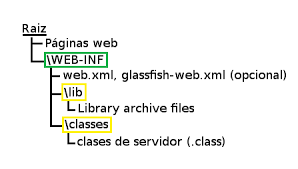 Raiz
Páginas web
\WEB-INF
web.xml, glassfish-web.xml (opcional)
\lib
Library archive files
\classes
clases de servidor (.class)